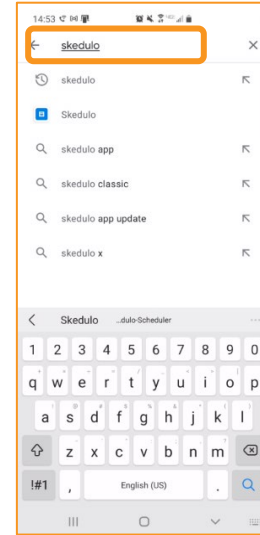 14:53
skedulo
skedulo
Skedulo
skedulo app
skedulo classic
skedulo app update
skedulo x
Skedulo ..dulo-Scheduler
1 2 3 4 5 6 7 8 9 0
q w e r t y u i o p
a s d f g h j k l
z x c v b n m
!#1 , English (US) .